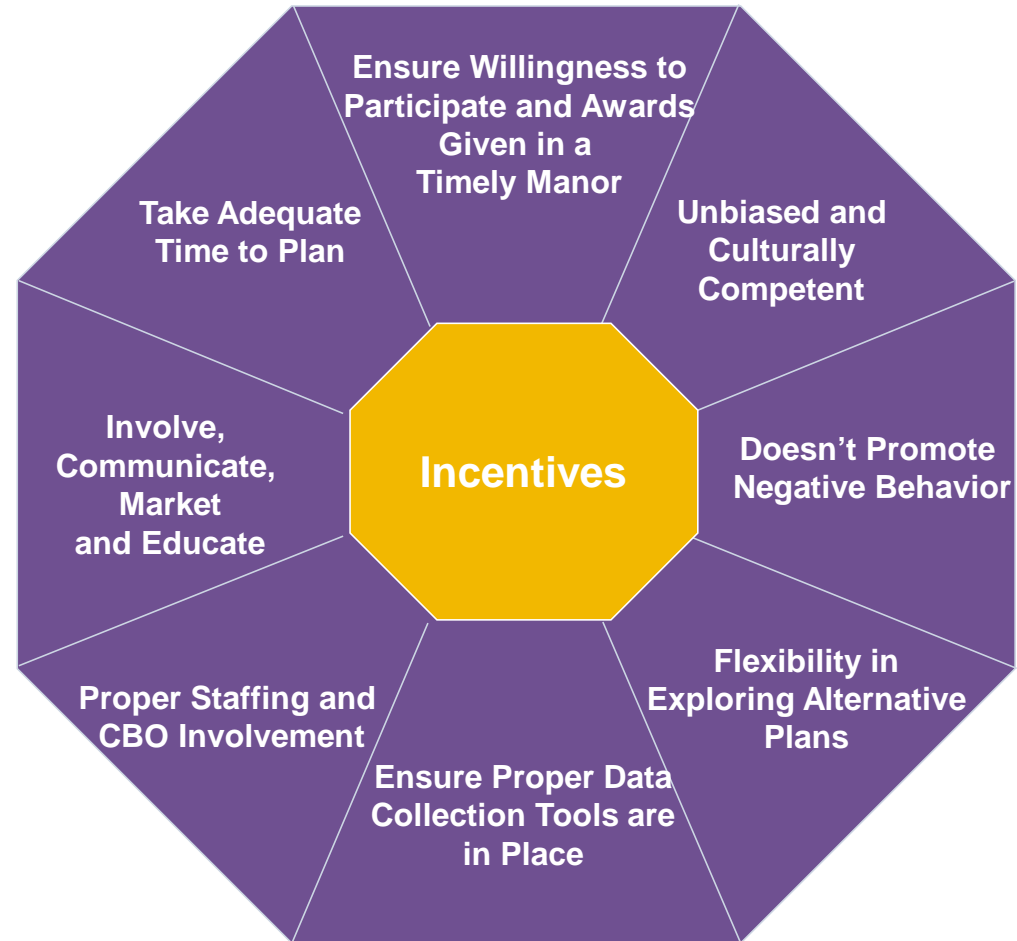 Ensure Willingness to
Participate and Awards
Given in a
Timely Manor
Unbiased and
Culturally
Competent
Doesn’t Promote
Negative Behavior
Flexibility in
Exploring Alternative
Plans
Ensure Proper Data
Collection Tools are
in Place
Proper Staffing and
CBO Involvement
Involve,
Communicate,
Market
and Educate
Take Adequate
Time to Plan
Incentives